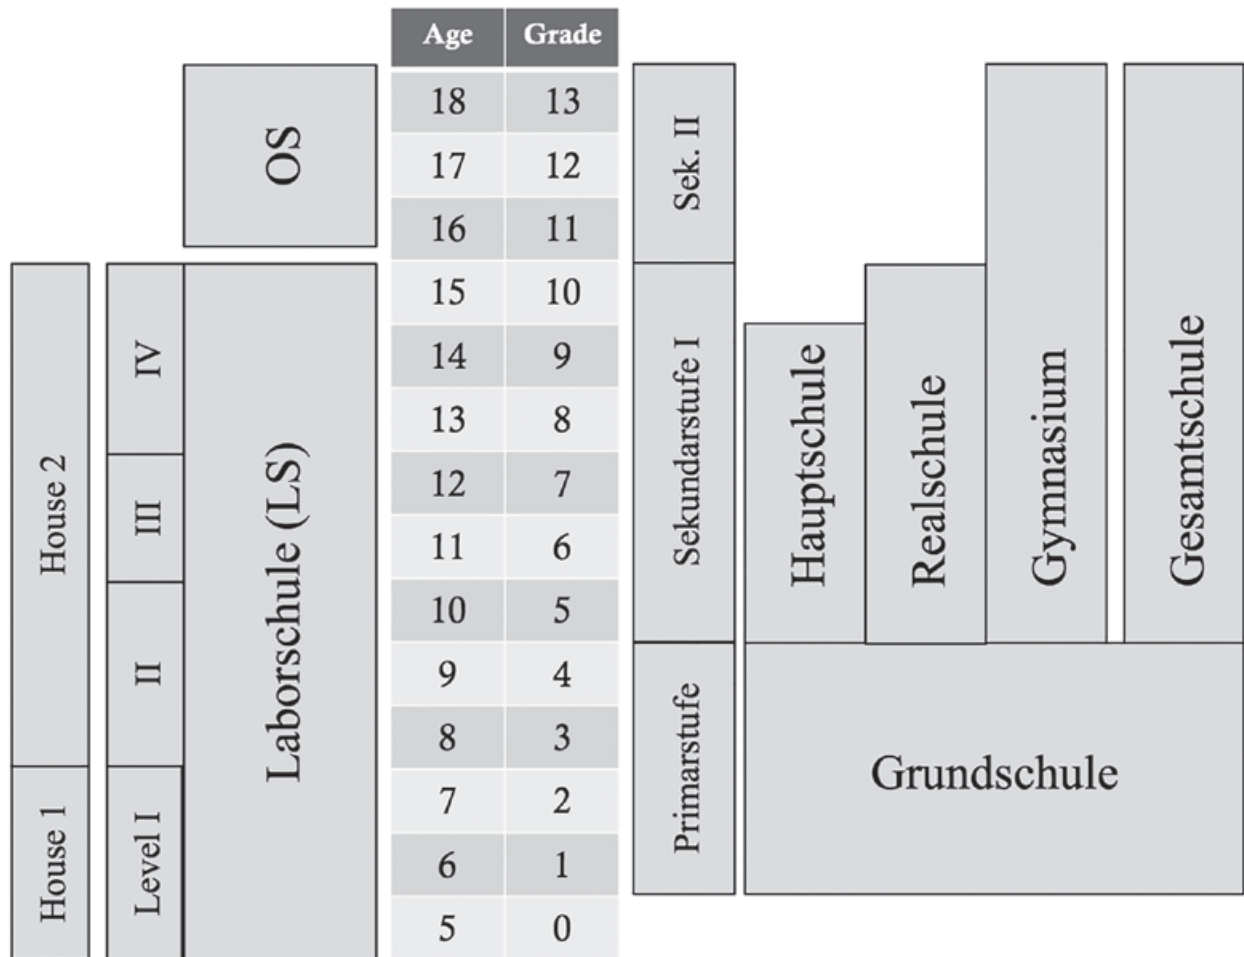 Age Grade
18 13
17 12
16 11
15 10
14 9
13 8
12 7
11 6
10 5
9 4
8 3
7 2
6 1
5 0
House 2
House 1
IV
III
II
Level I
OS
Laborschule (LS)
Sek. II
Sekundarstufe I
Primarstufe
Hauptschule
Realschule
Gymnasium
Gesamtschule
Grundschule